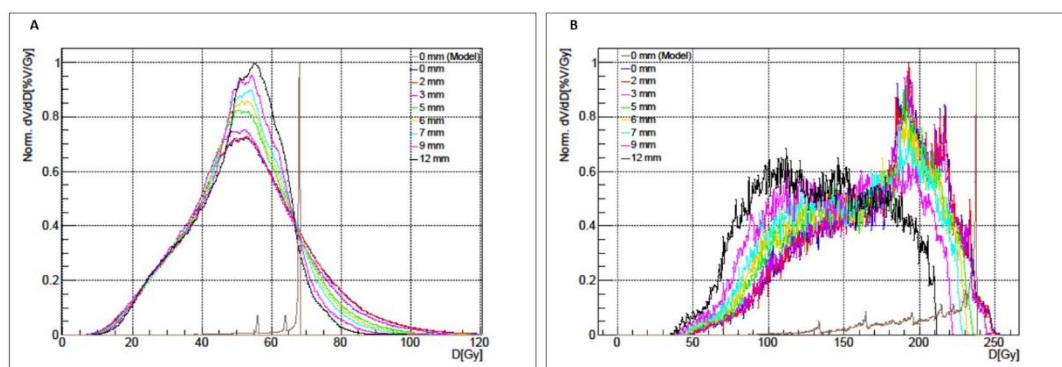 A
Norm. dV/dD[%V/Gy]
1
0.8
0.6
0.4
0.2
0
0 mm (Model)
0 mm
2 mm
3 mm
5 mm
6 mm
7 mm
9 mm
12 mm
0 20 40 60 80 100 120
D[Gy]
B
Norm. dV/dD[%V/Gy]
1
0.8
0.6
0.4
0.2
0
0 mm (Model)
0 mm
2 mm
3 mm
5 mm
6 mm
7 mm
9 mm
12 mm
0 50 100 150 200 250
D[Gy]